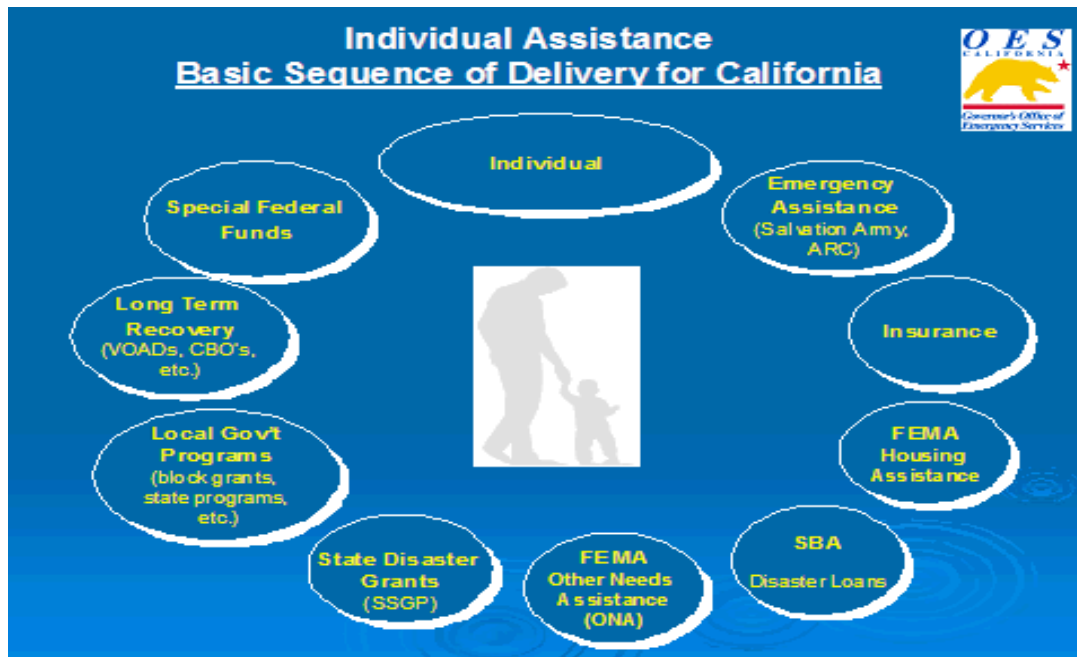 Individual Assistance
Basic Sequence of Delivery for California
O E S
CALIFORNIA
Governor's Office of
Emergency Services
Individual
Emergency
Assistance
(Salvation Army,
ARC)
Insurance
FEMA
Housing
Assistance
SBA
Disaster Loans
FEMA
Other Needs
Assistance
(ONA)
State Disaster
Grants
(SSGP)
Local Gov't
Programs
(block grants,
state programs,
etc.)
Long Term
Recovery
(VOADs, CBO's,
etc.)
Special Federal
Funds